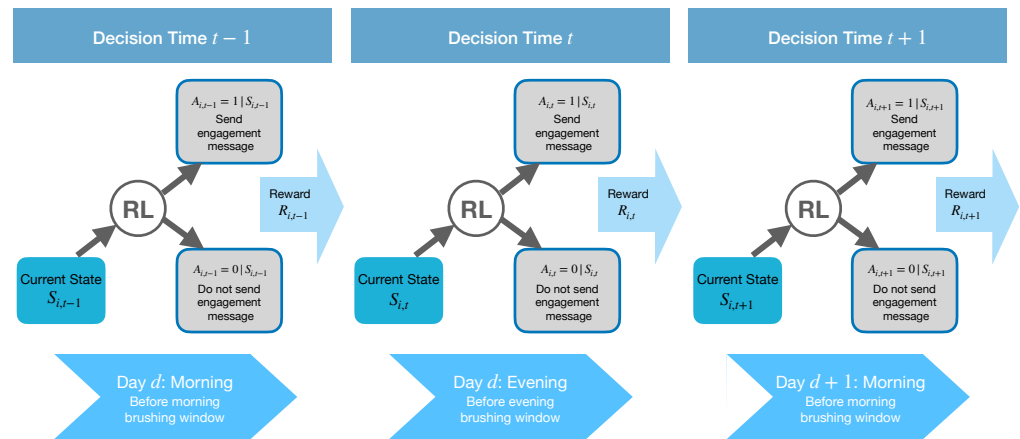 Decision Time t − 1
A_{i,t−1} = 1 | S_{i,t−1}
Send
engagement
message
RL
Reward
R_{i,t−1}
Current State
S_{i,t−1}
A_{i,t−1} = 0 | S_{i,t−1}
Do not send
engagement
message
Day d: Morning
Before morning
brushing window
Decision Time t
A_{i,t} = 1 | S_{i,t}
Send
engagement
message
RL
Reward
R_{i,t}
Current State
S_{i,t}
A_{i,t} = 0 | S_{i,t}
Do not send
engagement
message
Day d: Evening
Before evening
brushing window
Decision Time t + 1
A_{i,t+1} = 1 | S_{i,t+1}
Send
engagement
message
RL
Reward
R_{i,t+1}
Current State
S_{i,t+1}
A_{i,t+1} = 0 | S_{i,t+1}
Do not send
engagement
message
Day d + 1: Morning
Before morning
brushing window